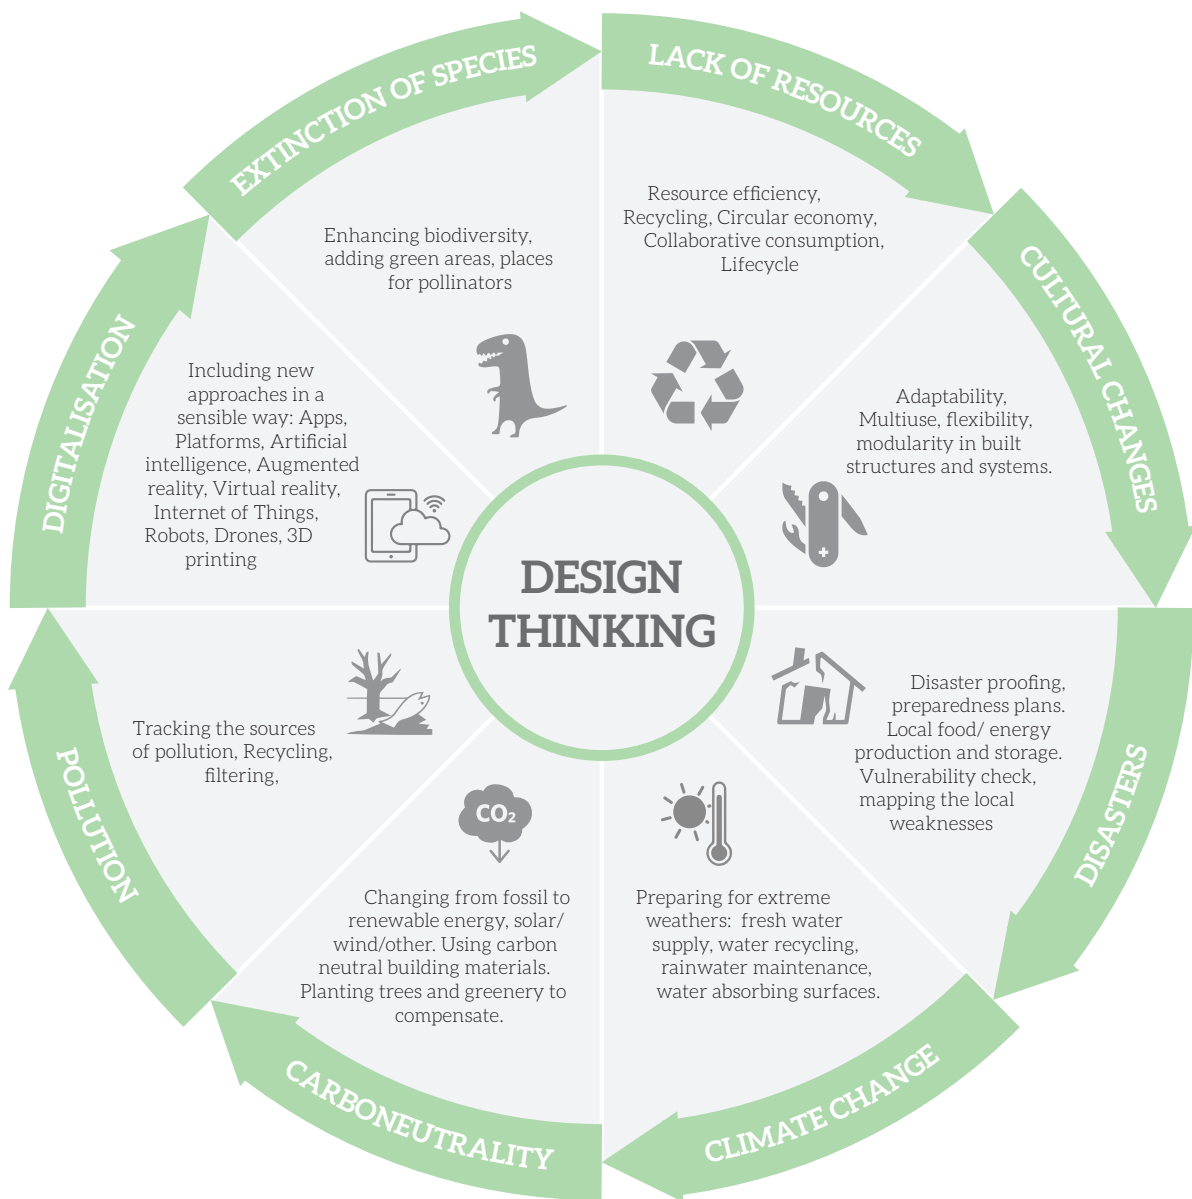 DESIGN
THINKING
LACK OF RESOURCES
Resource efficiency,
Recycling, Circular economy,
Collaborative consumption,
Lifecycle
CULTURAL CHANGES
Adaptability,
Multiuse, flexibility,
modularity in built
structures and systems.
DISASTERS
Disaster proofing,
preparedness plans.
Local food/ energy
production and storage.
Vulnerability check,
mapping the local
weaknesses
CLIMATE CHANGE
Preparing for extreme
weathers: fresh water
supply, water recycling,
rainwater maintenance,
water absorbing surfaces.
CARBONEUTRALITY
CO₂
Changing from fossil to
renewable energy, solar/
wind/other. Using carbon
neutral building materials.
Planting trees and greenery to
compensate.
POLLUTION
Tracking the sources
of pollution, Recycling,
filtering,
DIGITALISATION
Including new
approaches in a
sensible way: Apps,
Platforms, Artificial
intelligence, Augmented
reality, Virtual reality,
Internet of Things,
Robots, Drones, 3D
printing
EXTINCTION OF SPECIES
Enhancing biodiversity,
adding green areas, places
for pollinators